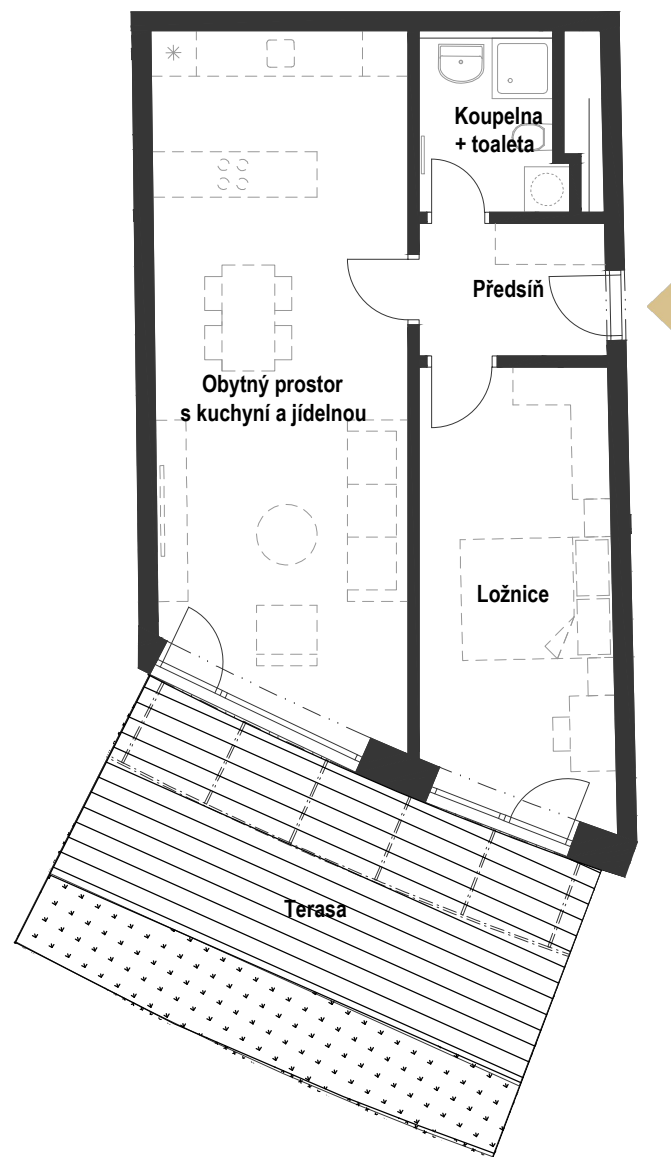 Koupelna
+ toaleta
Předsíň
Obytný prostor
s kuchyní a jídelnou
Ložnice
Terasa